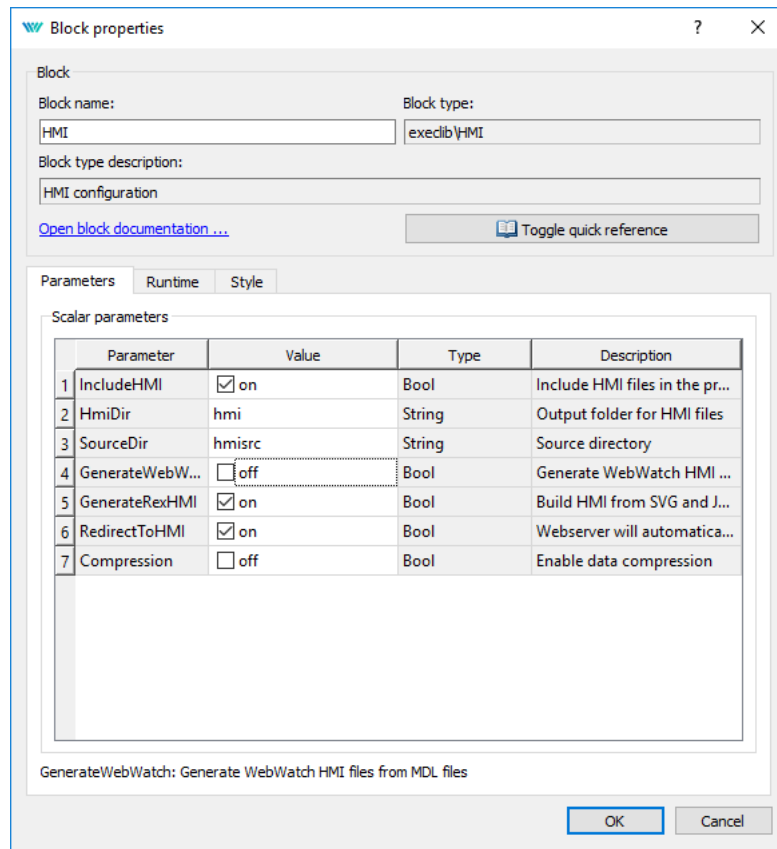 Block properties ?
Block
Block name: Block type:
HMI execlib\HMI
Block type description:
HMI configuration
Open block documentation ... Toggle quick reference
Parameters Runtime Style
Scalar parameters
Parameter Value Type Description
1 IncludeHMI on Bool Include HMI files in the pr...
2 HmiDir hmi String Output folder for HMI files
3 SourceDir hmisrc String Source directory
4 GenerateWebW... off Bool Generate WebWatch HMI ...
5 GenerateRexHMI on Bool Build HMI from SVG and J...
6 RedirectToHMI on Bool Webserver will automatica...
7 Compression off Bool Enable data compression
GenerateWebWatch: Generate WebWatch HMI files from MDL files
OK Cancel